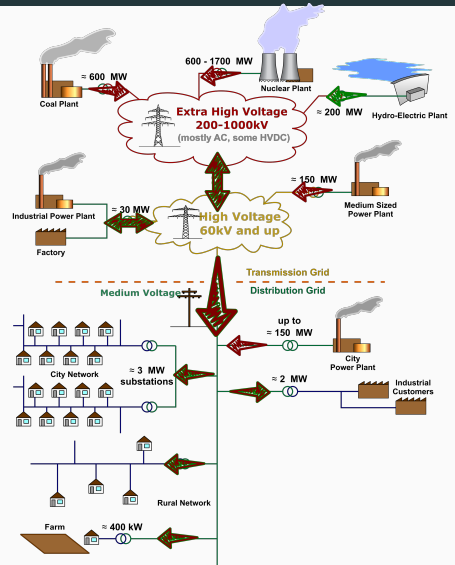 600 - 1700 MW
≈ 600 MW
Nuclear Plant
Coal Plant
Extra High Voltage
200-1000kV
(mostly AC, some HVDC)
≈ 200 MW
Hydro-Electric Plant
≈ 150 MW
≈ 30 MW
Industrial Power Plant
Medium Sized
Power Plant
High Voltage
60kV and up
Factory
Transmission Grid
Medium Voltage
Distribution Grid
up to
≈ 150 MW
City
Power Plant
City Network
≈ 3 MW
substations
≈ 2 MW
Industrial
Customers
Rural Network
Farm
≈ 400 kW